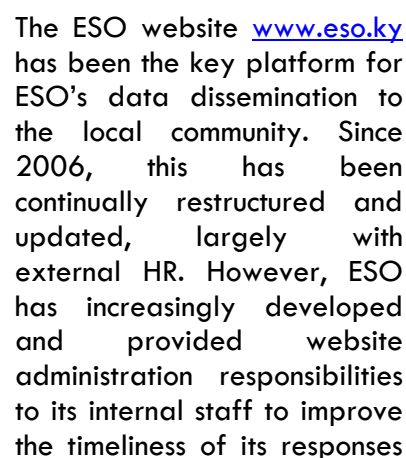 The ESO website www.eso.ky
has been the key platform for
ESO’s data dissemination to
the local community. Since
2006, this has been
continually restructured and
updated, largely with
external HR. However, ESO
has increasingly developed
and provided website
administration responsibilities
to its internal staff to improve
the timeliness of its responses